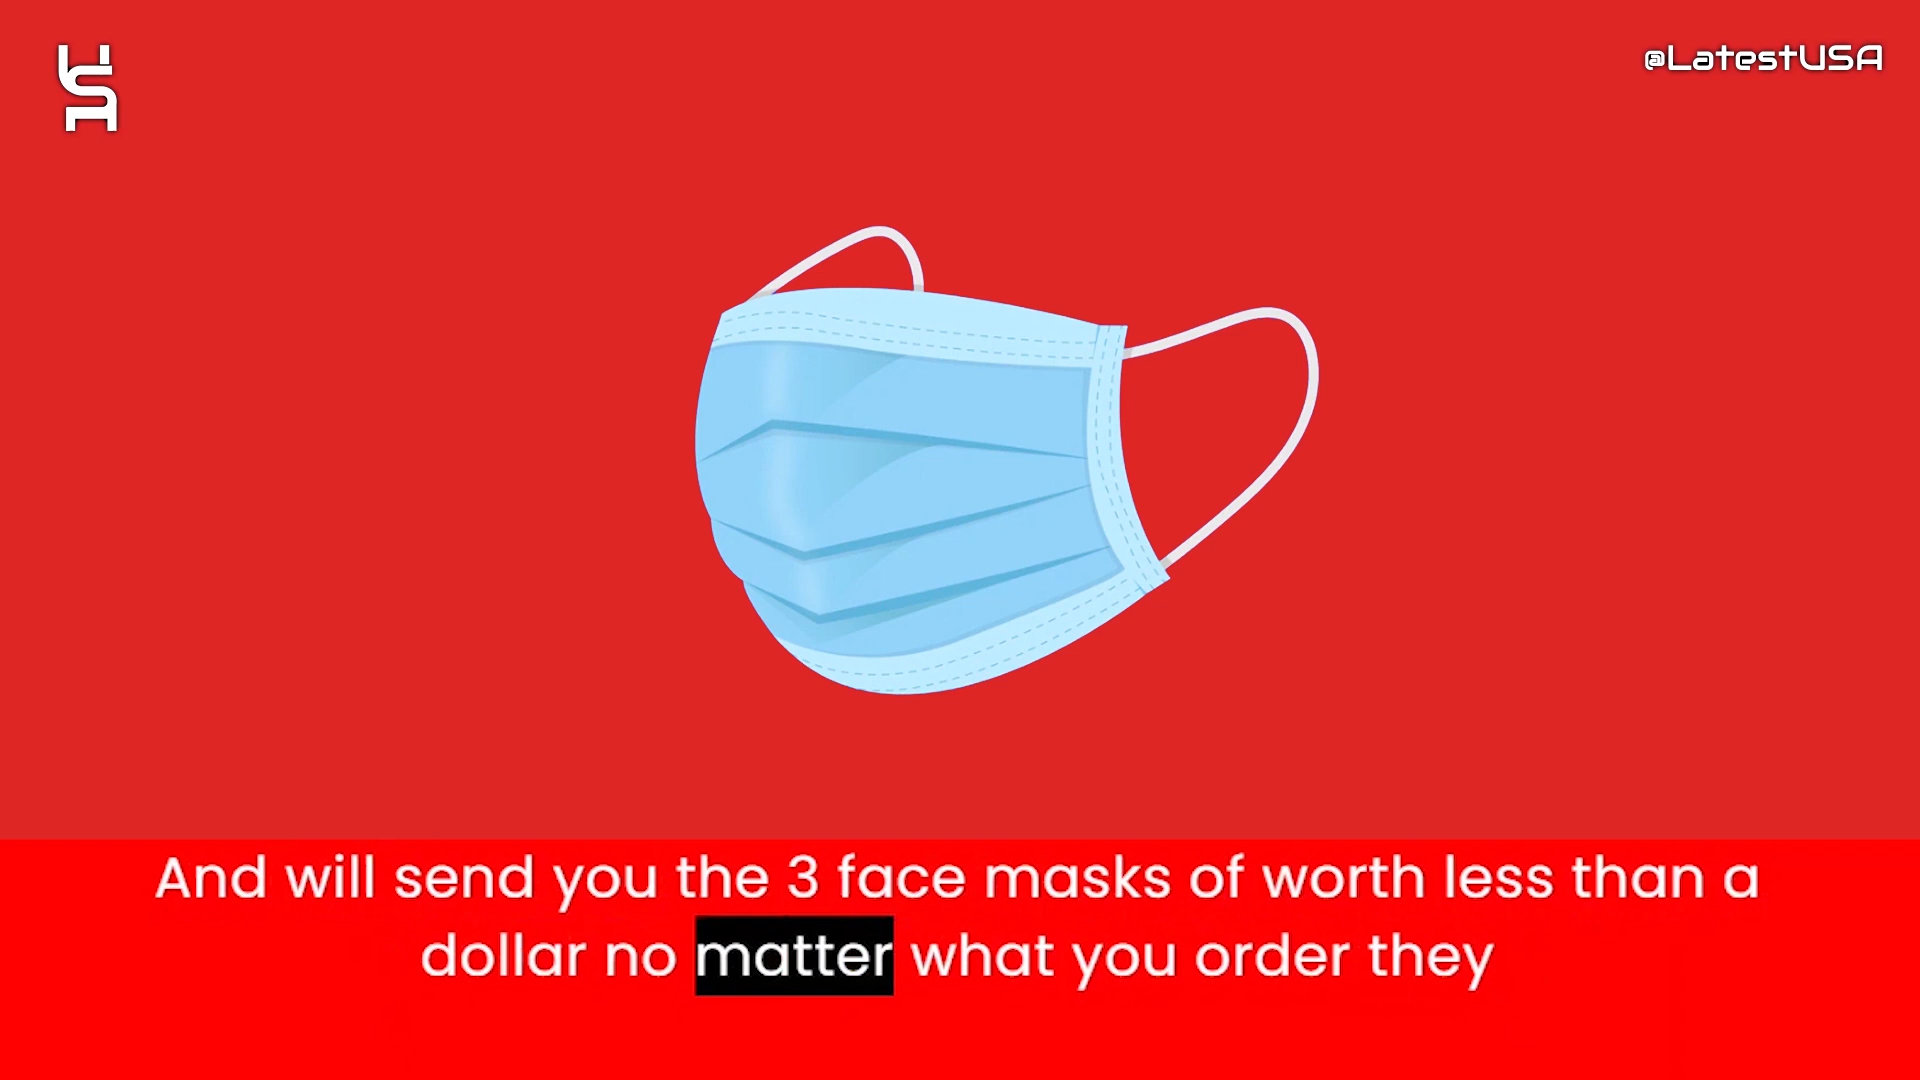 USA
@LatestUSA
And will send you the 3 face masks of worth less than a
dollar no matter what you order they